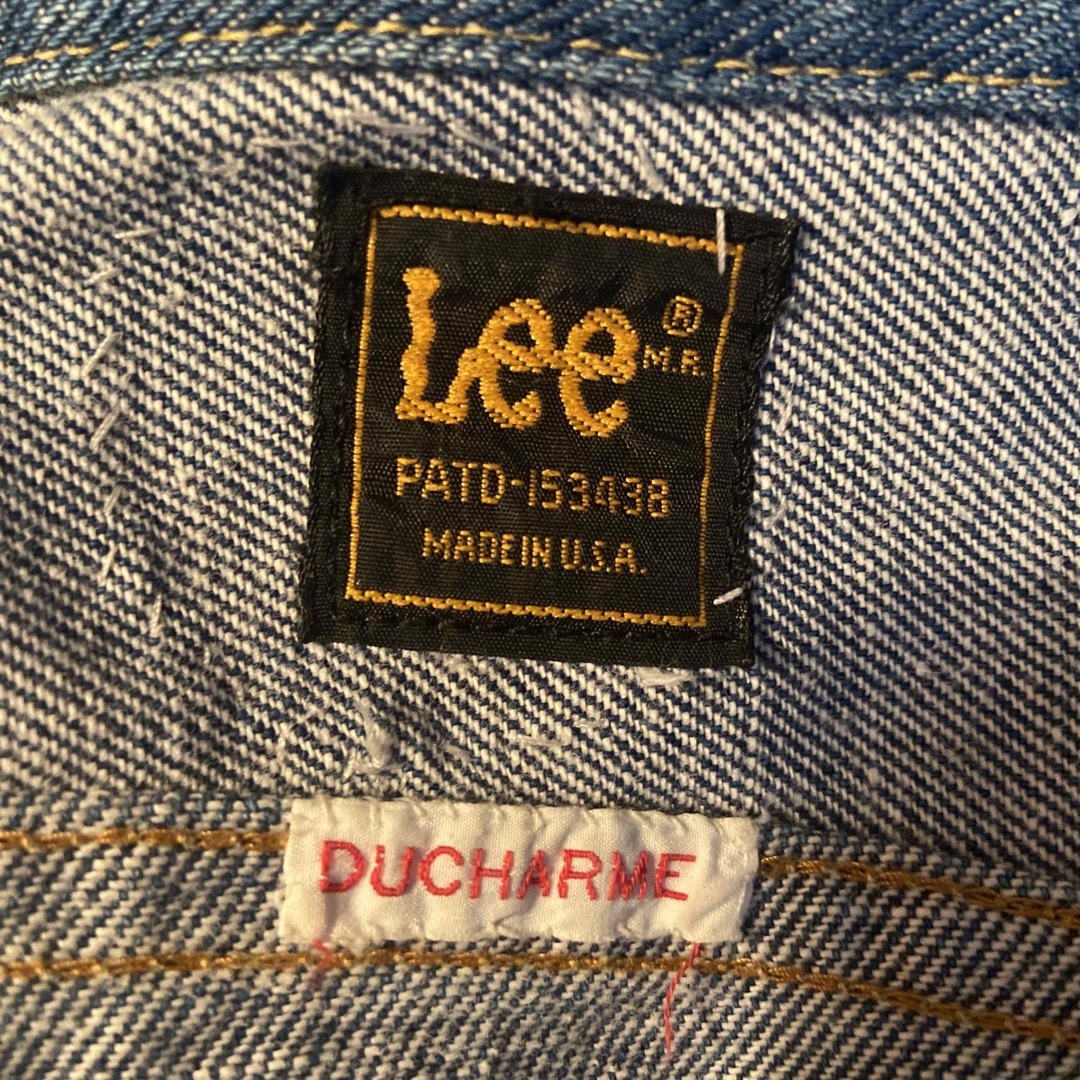 Lee ®
M.R.
PATD-153438
MADE IN U.S.A.
DUCHARME